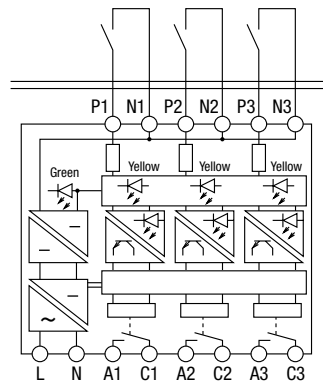 P1 N1 P2 N2 P3 N3
Green Yellow Yellow Yellow
L N A1 C1 A2 C2 A3 C3